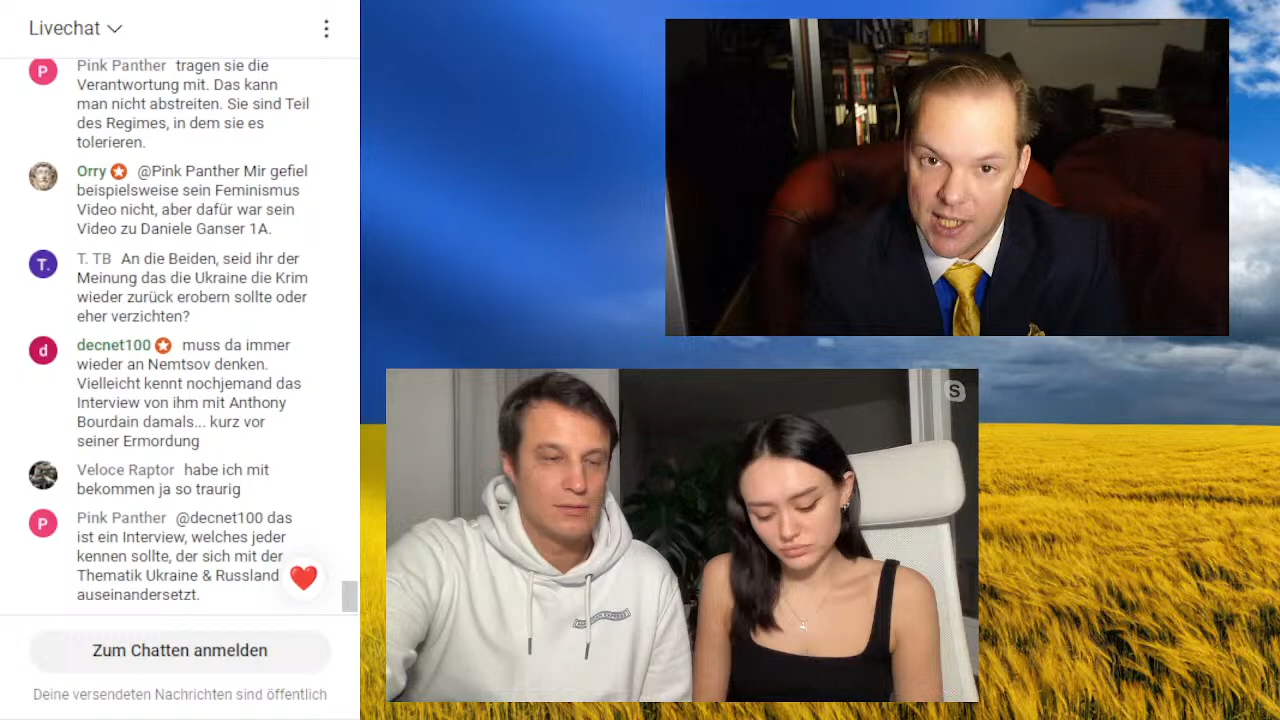 Livechat
Pink Panther tragen sie die
Verantwortung mit. Das kann
man nicht abstreiten. Sie sind Teil
des Regimes, in dem sie es
tolerieren.
Orry @Pink Panther Mir gefiel
beispielsweise sein Feminismus
Video nicht, aber dafür war sein
Video zu Daniele Ganser 1A.
T.
T. TB An die Beiden, seid ihr der
Meinung das die Ukraine die Krim
wieder zurück erobern sollte oder
eher verzichten?
decnet100 muss da immer
wieder an Nemtsov denken.
Vielleicht kennt nochjemand das
Interview von ihm mit Anthony
Bourdain damals... kurz vor
seiner Ermordung
Veloce Raptor habe ich mit
bekommen ja so traurig
Pink Panther @decnet100 das
ist ein Interview, welches jeder
kennen sollte, der sich mit der
Thematik Ukraine & Russland
auseinandersetzt.
Zum Chatten anmelden
Deine versendeten Nachrichten sind öffentlich
P
d
P
S